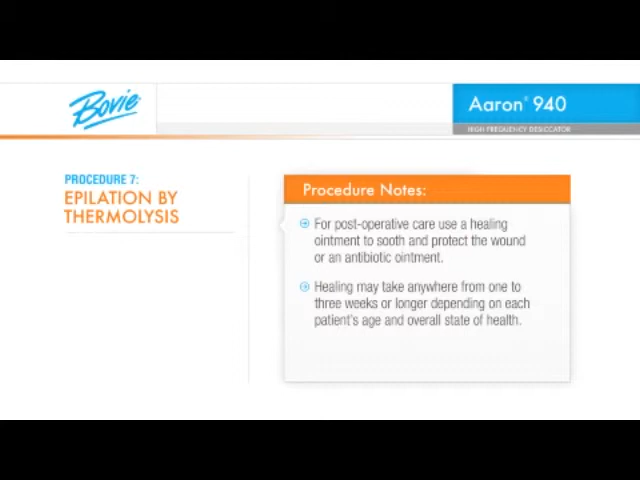 Bovie
Aaron® 940
HIGH FREQUENCY DESICCATOR
PROCEDURE 7:
EPILATION BY
THERMOLYSIS
Procedure Notes:
For post-operative care use a healing
ointment to sooth and protect the wound
or an antibiotic ointment.
Healing may take anywhere from one to
three weeks or longer depending on each
patient's age and overall state of health.